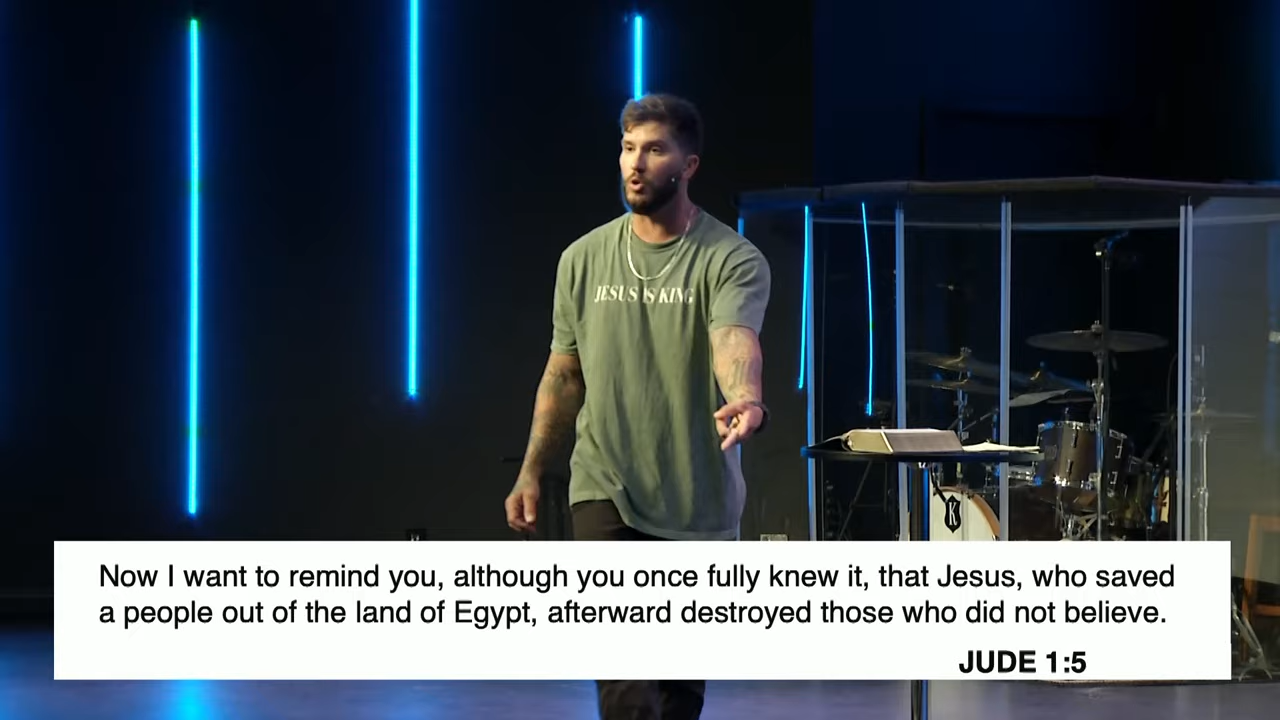 JESUS IS KING
K
Now I want to remind you, although you once fully knew it, that Jesus, who saved
a people out of the land of Egypt, afterward destroyed those who did not believe.
JUDE 1:5